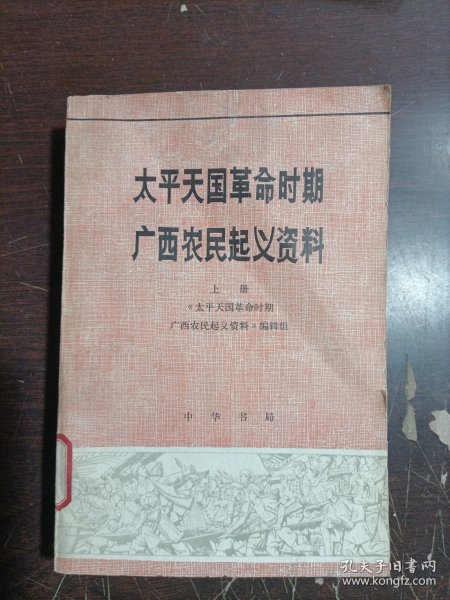 太平天国革命时期
广西农民起义资料
上册
《太平天国革命时期
广西农民起义资料》编辑组
中华书局
孔夫子旧书网
www.kongfz.com